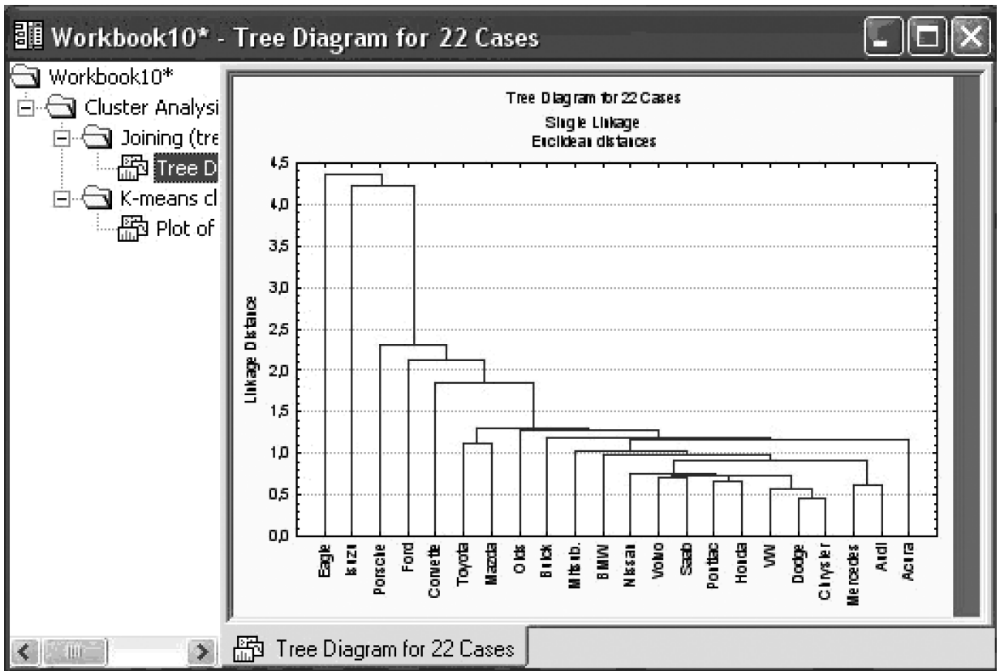 Workbook10* - Tree Diagram for 22 Cases
Workbook10*
Cluster Analysi
Joining (tre
Tree D
K-means cl
Plot of
Tree Diagram for 22 Cases
Single Linkage
Euclidean distances
Linkage Distance
4,5
4,0
3,5
3,0
2,5
2,0
1,5
1,0
0,5
0,0
Eagle
Isuzu
Porsche
Ford
Corvette
Toyota
Mazda
Olds
Buick
Mitsub.
BMW
Nissan
Volvo
Saab
Pontiac
Honda
VW
Dodge
Chrysler
Mercedes
Audi
Acura
Tree Diagram for 22 Cases